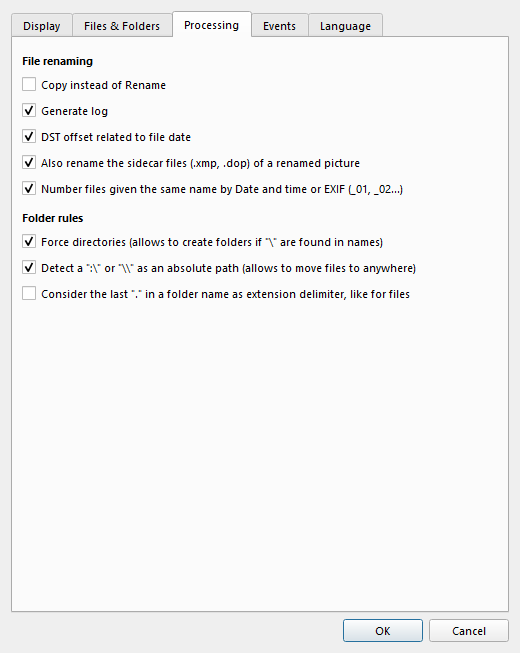 Display Files & Folders Processing Events Language
File renaming
Copy instead of Rename
Generate log
DST offset related to file date
Also rename the sidecar files (.xmp, .dop) of a renamed picture
Number files given the same name by Date and time or EXIF (_01, _02...)
Folder rules
Force directories (allows to create folders if "\" are found in names)
Detect a ":\" or "\\" as an absolute path (allows to move files to anywhere)
Consider the last "." in a folder name as extension delimiter, like for files
OK Cancel